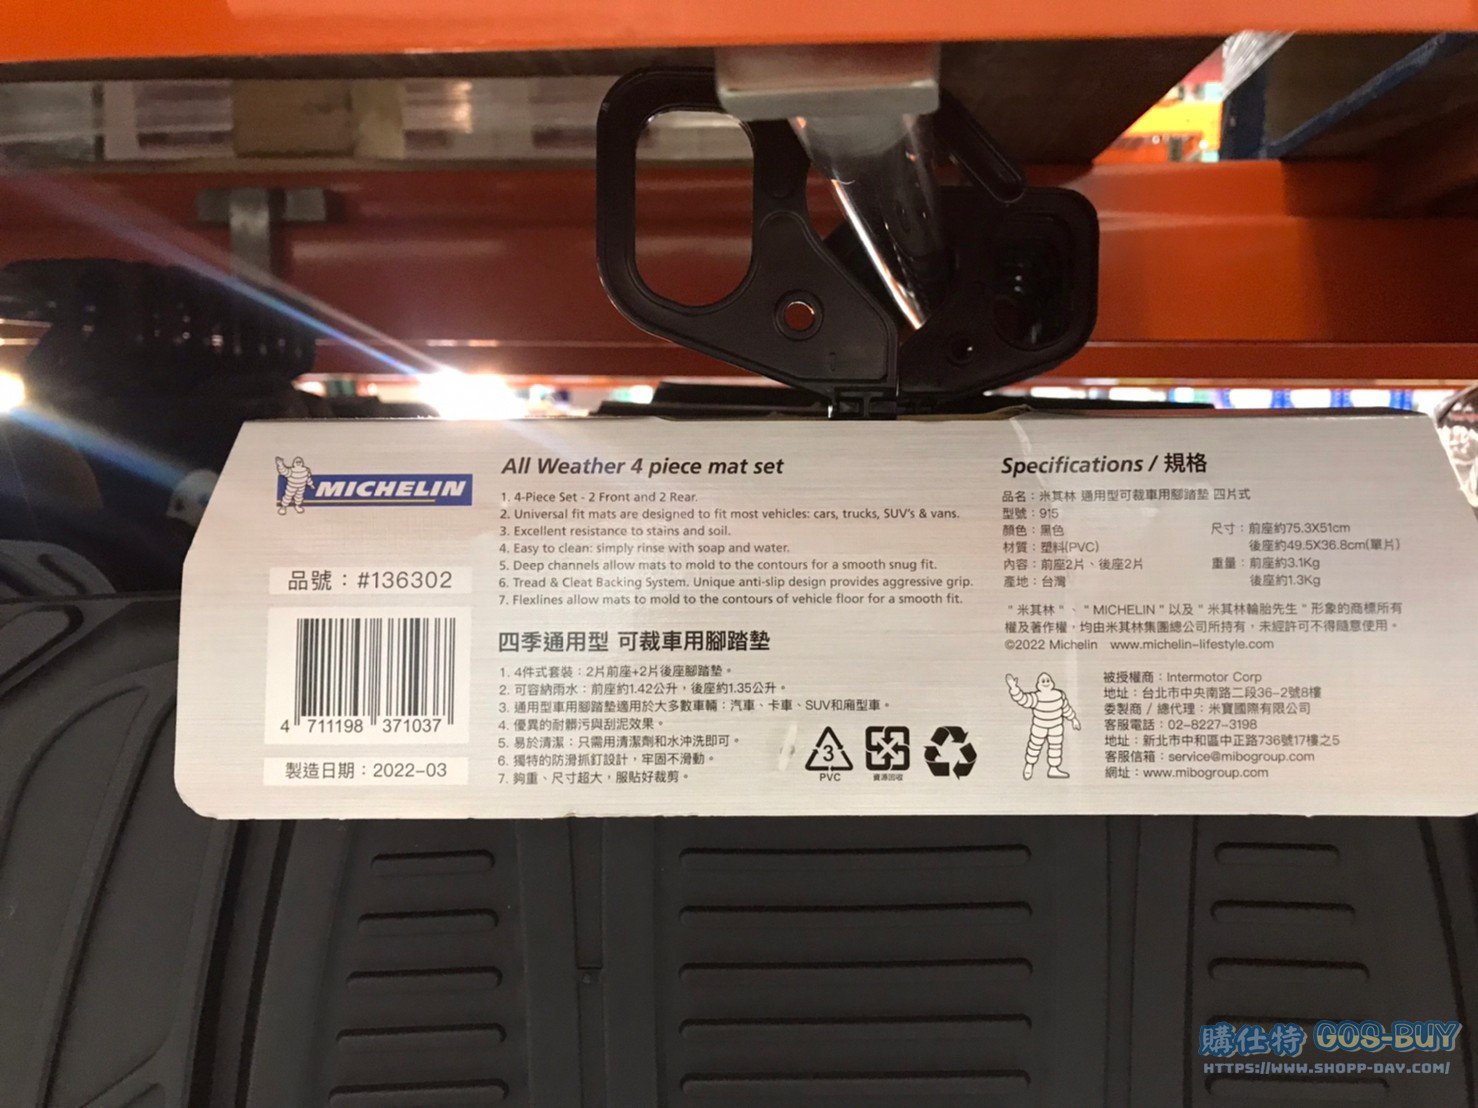 MICHELIN
品號：#136302
4 711198 371037
製造日期：2022-03
All Weather 4 piece mat set
1. 4-Piece Set - 2 Front and 2 Rear.
2. Universal fit mats are designed to fit most vehicles: cars, trucks, SUV's & vans.
3. Excellent resistance to stains and soil.
4. Easy to clean: simply rinse with soap and water.
5. Deep channels allow mats to mold to the contours for a smooth snug fit.
6. Tread & Cleat Backing System. Unique anti-slip design provides aggressive grip.
7. Flexlines allow mats to mold to the contours of vehicle floor for a smooth fit.
四季通用型 可裁車用腳踏墊
1. 4件式套裝：2片前座+2片後座腳踏墊。
2. 可容納雨水：前座約1.42公升，後座約1.35公升。
3. 通用型車用腳踏墊適用於大多數車輛：汽車、卡車、SUV和廂型車。
4. 優異的耐髒污與刮泥效果。
5. 易於清潔：只需用清潔劑和水沖洗即可。
6. 獨特的防滑抓釘設計，牢固不滑動。
7. 夠重、尺寸超大，服貼好裁剪。
3
PVC
資源回收
Specifications / 規格
品名：米其林 通用型可裁車用腳踏墊 四片式
型號：915
顏色：黑色
材質：塑料(PVC)
內容：前座2片、後座2片
產地：台灣
尺寸：前座約75.3X51cm
後座約49.5X36.8cm(單片)
重量：前座約3.1Kg
後座約1.3Kg
"米其林"、"MICHELIN"以及"米其林輪胎先生"形象的商標所有
權及著作權，均由米其林集團總公司所持有，未經許可不得隨意使用。
©2022 Michelin www.michelin-lifestyle.com
被授權商：Intermotor Corp
地址：台北市中央南路二段36-2號8樓
委製商 / 總代理：米寶國際有限公司
客服電話：02-8227-3198
地址：新北市中和區中正路736號17樓之5
客服信箱：service@mibogroup.com
網址：www.mibogroup.com
購仕特 GOS-BUY
HTTPS://WWW.SHOPP-DAY.COM/